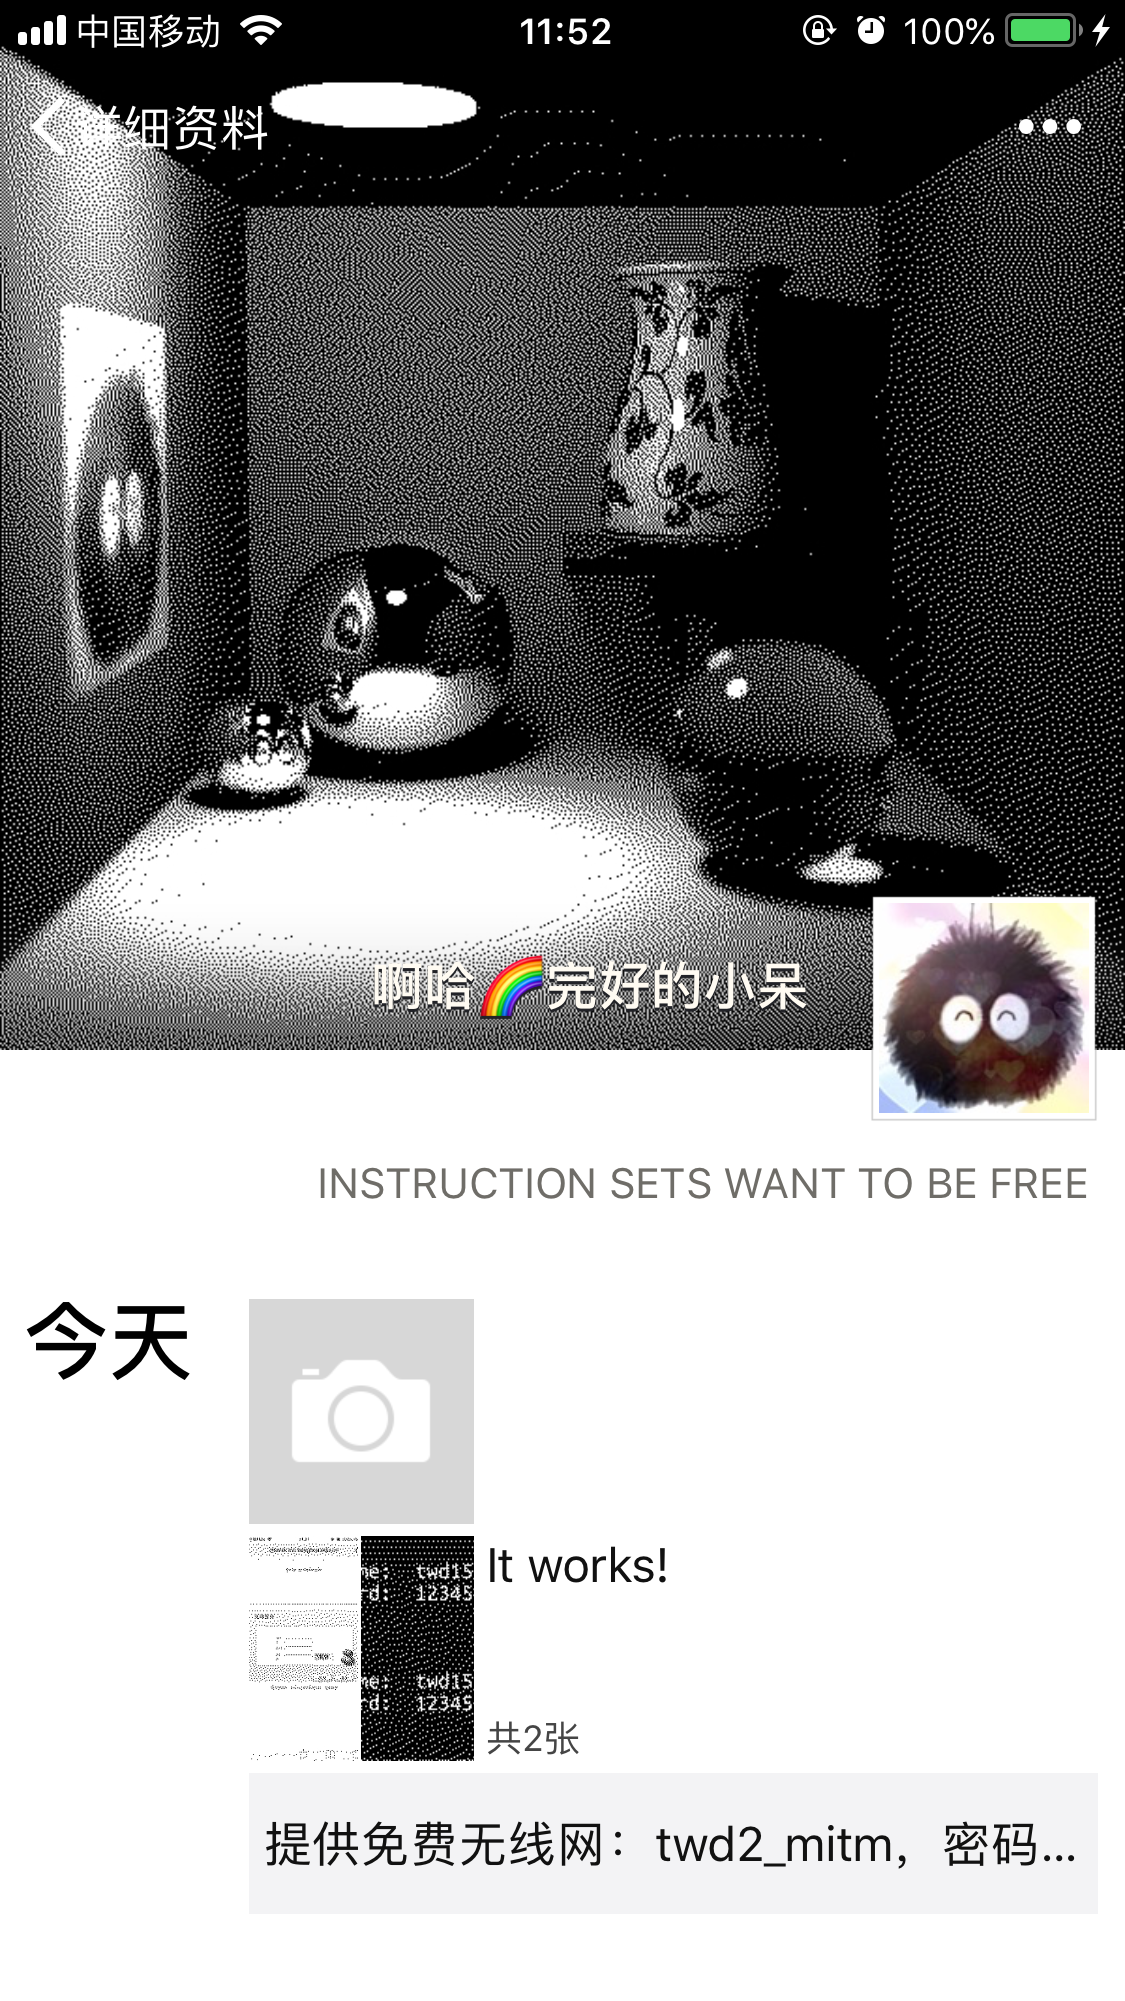 中国移动 11:52 100%
详细资料
啊哈🌈完好的小呆
INSTRUCTION SETS WANT TO BE FREE
今天
It works!
me: twd15
rd: 12345
me: twd15
rd: 12345
共2张
提供免费无线网：twd2_mitm，密码...